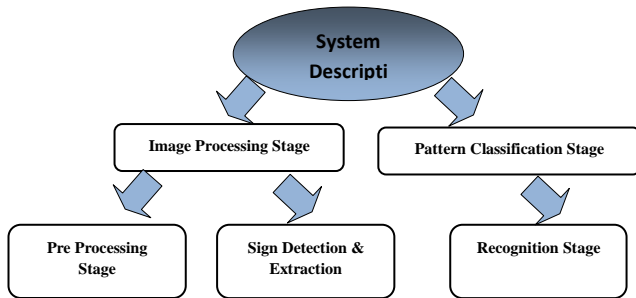 System
Descripti
Image Processing Stage
Pattern Classification Stage
Pre Processing
Stage
Sign Detection &
Extraction
Recognition Stage